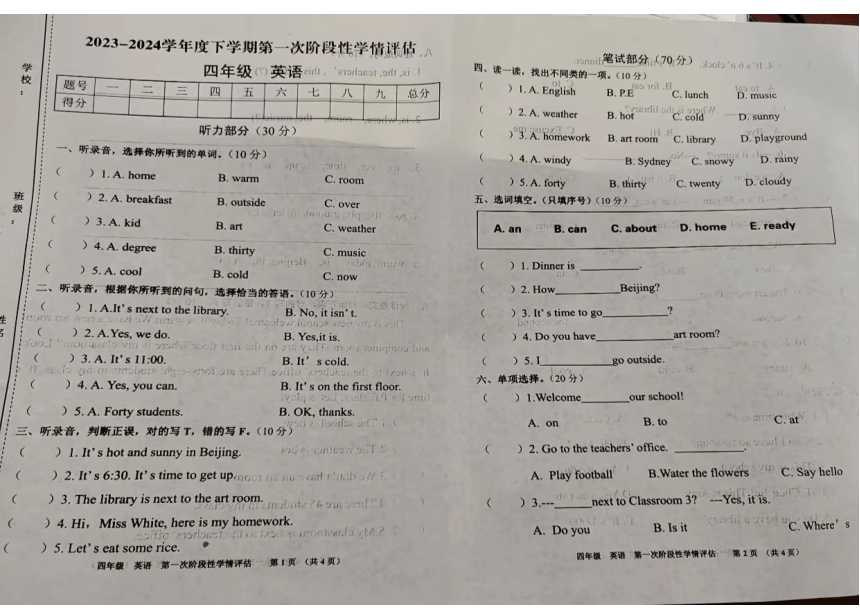 学校：
班级：
姓名
2023-2024学年度下学期第一次阶段性学情评估
四年级 英语
题号 一 二 三 四 五 六 七 八 九 总分
得分
听力部分（30分）
一、听录音，选择你所听到的单词。（10分）
（ ）1. A. home B. warm C. room
（ ）2. A. breakfast B. outside C. over
（ ）3. A. kid B. art C. weather
（ ）4. A. degree B. thirty C. music
（ ）5. A. cool B. cold C. now
二、听录音，根据你所听到的问句，选择恰当的答语。（10分）
（ ）1. A.It's next to the library. B. No, it isn't.
（ ）2. A.Yes, we do. B. Yes,it is.
（ ）3. A. It's 11:00. B. It's cold.
（ ）4. A. Yes, you can. B. It's on the first floor.
（ ）5. A. Forty students. B. OK, thanks.
三、听录音，判断正误，对的写 T，错的写 F。（10分）
（ ）1. It's hot and sunny in Beijing.
（ ）2. It's 6:30. It's time to get up.
（ ）3. The library is next to the art room.
（ ）4. Hi, Miss White, here is my homework.
（ ）5. Let's eat some rice.
四年级 英语 第一次阶段性学情评估 第1页 （共4页）
笔试部分（70分）
四、读一读，找出不同类的一项。（10分）
（ ）1. A. English B. P.E C. lunch D. music
（ ）2. A. weather B. hot C. cold D. sunny
（ ）3. A. homework B. art room C. library D. playground
（ ）4. A. windy B. Sydney C. snowy D. rainy
（ ）5. A. forty B. thirty C. twenty D. cloudy
五、选词填空。（只填序号）（10分）
A. an B. can C. about D. home E. ready
（ ）1. Dinner is ________.
（ ）2. How________Beijing?
（ ）3. It's time to go________?
（ ）4. Do you have________art room?
（ ）5. I________go outside.
六、单项选择。（20分）
（ ）1.Welcome______our school!
A. on B. to C. at
（ ）2. Go to the teachers' office. ________.
A. Play football B.Water the flowers C. Say hello
（ ）3.---______next to Classroom 3? ---Yes, it is.
A. Do you B. Is it C. Where's
四年级 英语 第一次阶段性学情评估 第2页 （共4页）